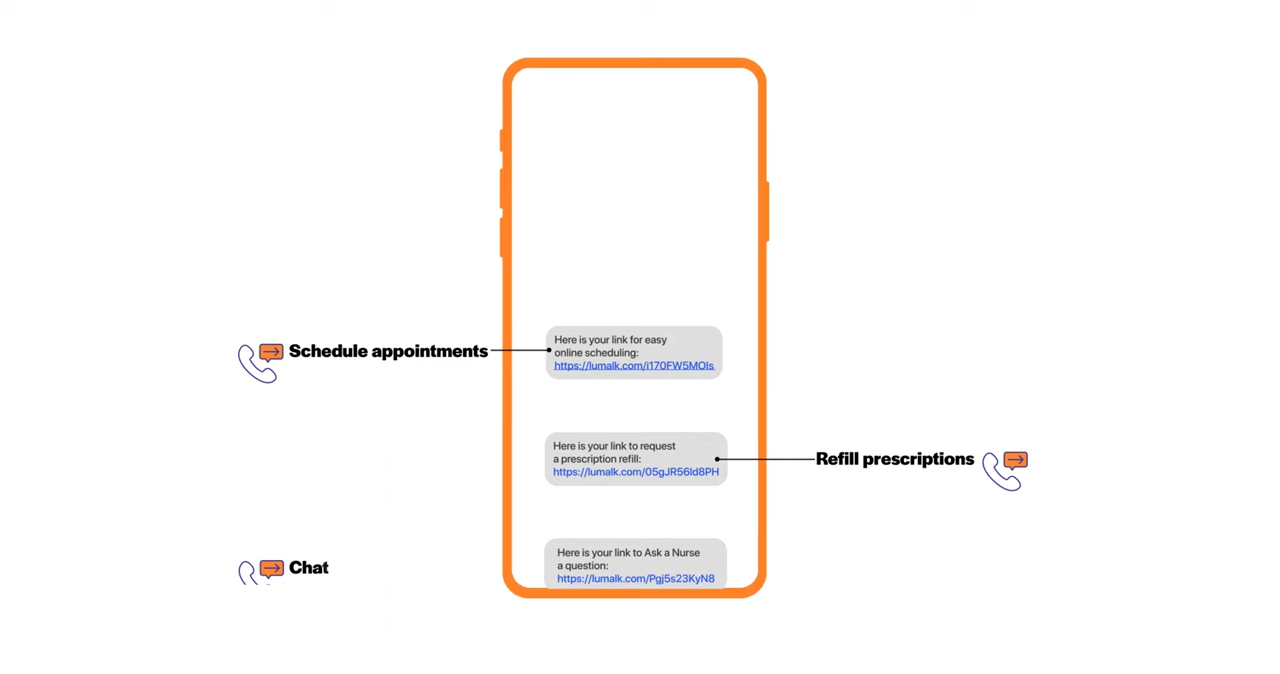 Schedule appointments
Here is your link for easy
online scheduling:
https://lumalk.com/i170FW5MOls
Here is your link to request
a prescription refill:
https://lumalk.com/05gJR56ld8PH
Refill prescriptions
Chat
Here is your link to Ask a Nurse
a question:
https://lumalk.com/Pgj5s23KyN8